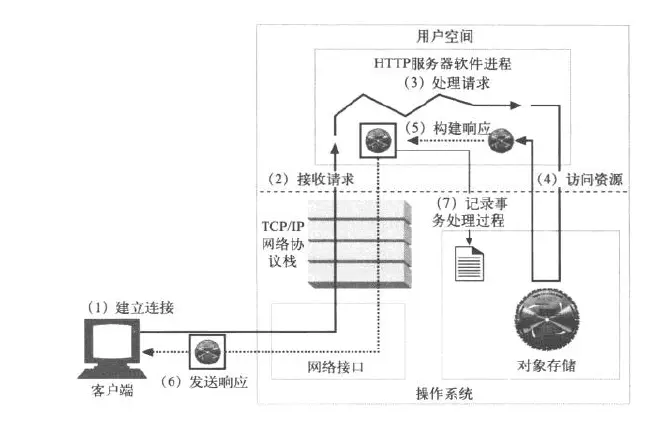 用户空间
HTTP服务器软件进程
（3）处理请求
（5）构建响应
（2）接收请求
（4）访问资源
（7）记录事
务处理过程
TCP/IP
网络协
议栈
（1）建立连接
（6）发送响应
客户端
网络接口
对象存储
操作系统